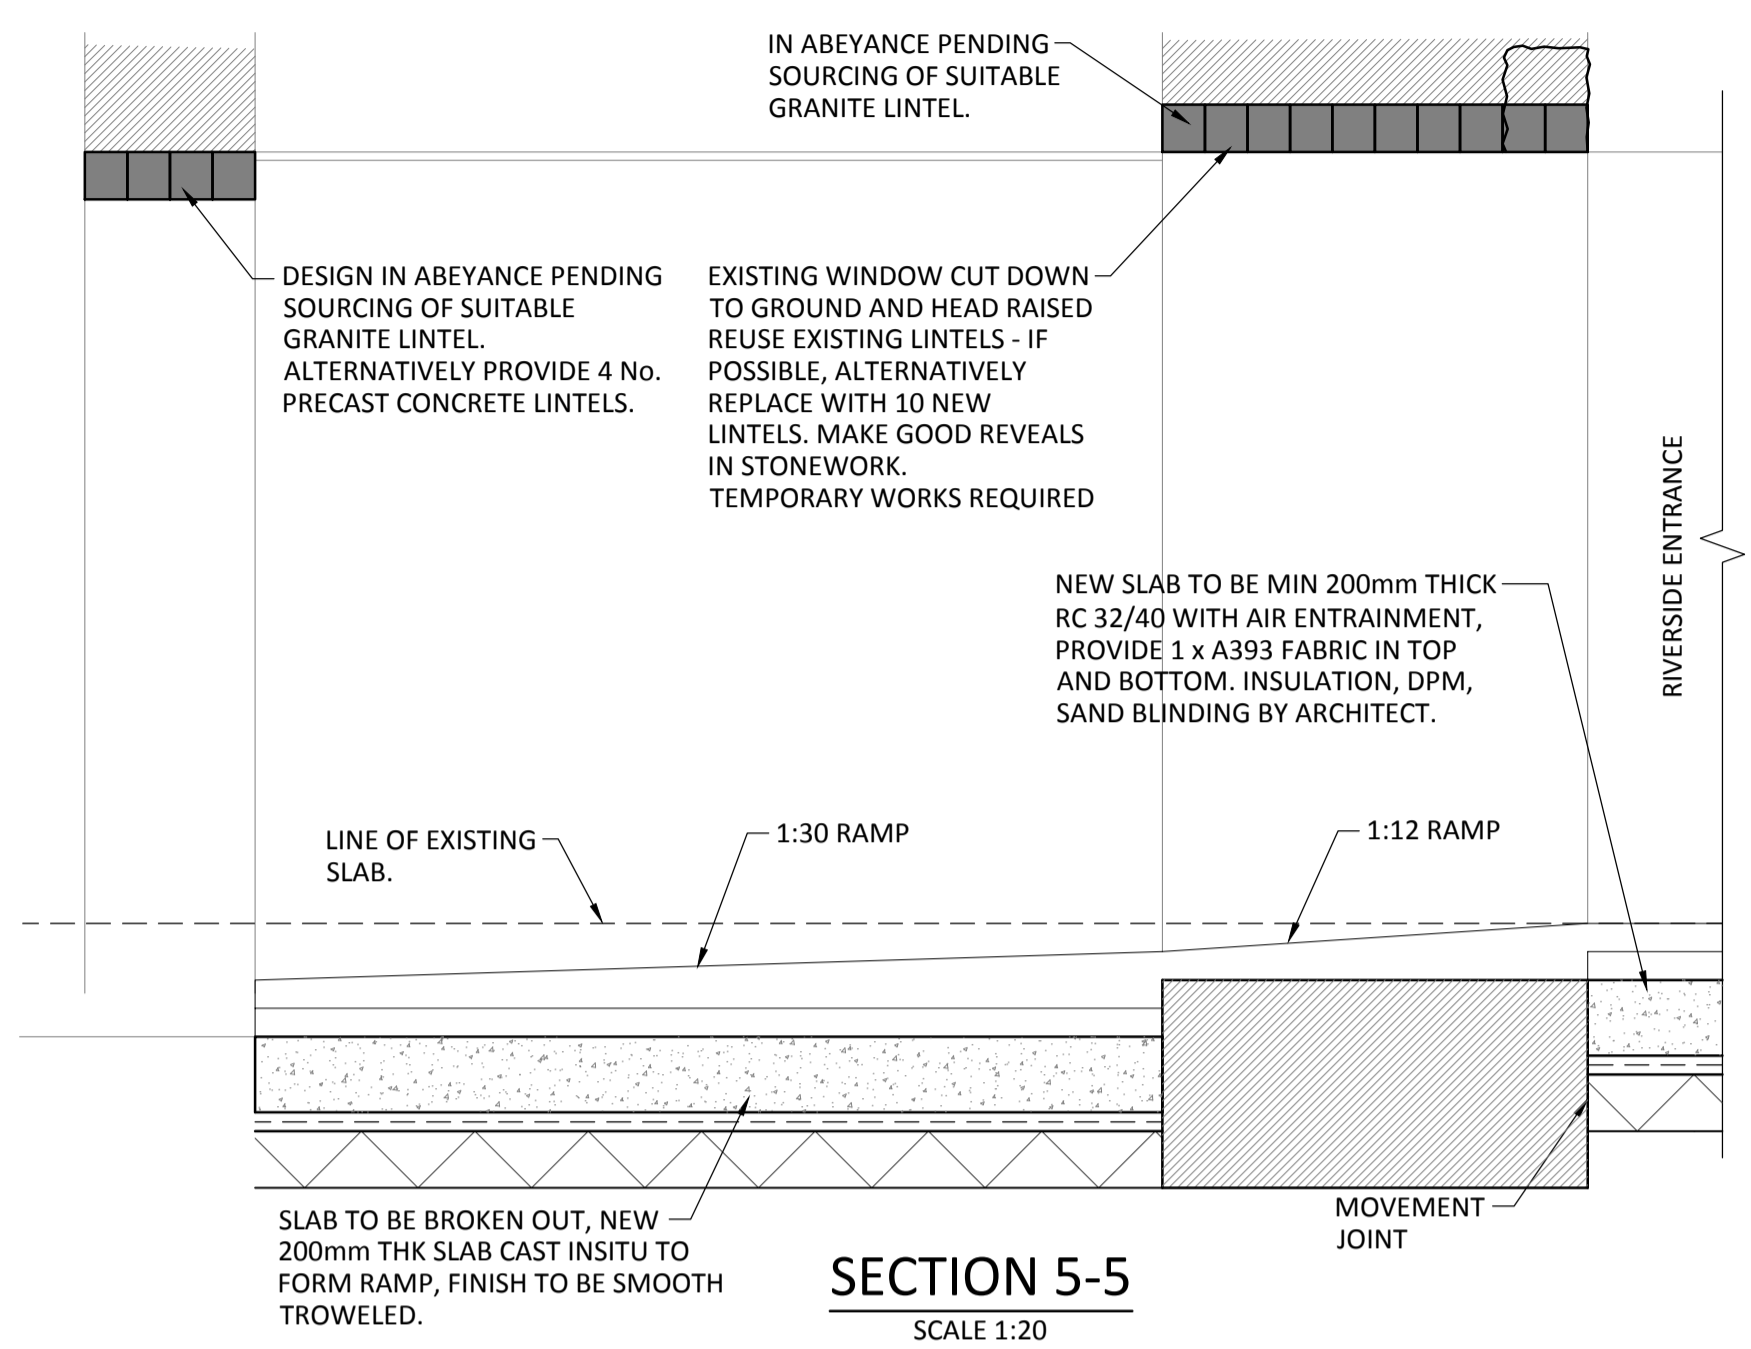 IN ABEYANCE PENDING
SOURCING OF SUITABLE
GRANITE LINTEL.
DESIGN IN ABEYANCE PENDING
SOURCING OF SUITABLE
GRANITE LINTEL.
ALTERNATIVELY PROVIDE 4 No.
PRECAST CONCRETE LINTELS.
EXISTING WINDOW CUT DOWN
TO GROUND AND HEAD RAISED
REUSE EXISTING LINTELS - IF
POSSIBLE, ALTERNATIVELY
REPLACE WITH 10 NEW
LINTELS. MAKE GOOD REVEALS
IN STONEWORK.
TEMPORARY WORKS REQUIRED
RIVERSIDE ENTRANCE
NEW SLAB TO BE MIN 200mm THICK
RC 32/40 WITH AIR ENTRAINMENT,
PROVIDE 1 x A393 FABRIC IN TOP
AND BOTTOM. INSULATION, DPM,
SAND BLINDING BY ARCHITECT.
LINE OF EXISTING
SLAB.
1:30 RAMP
1:12 RAMP
SLAB TO BE BROKEN OUT, NEW
200mm THK SLAB CAST INSITU TO
FORM RAMP, FINISH TO BE SMOOTH
TROWELED.
MOVEMENT
JOINT
SECTION 5-5
SCALE 1:20